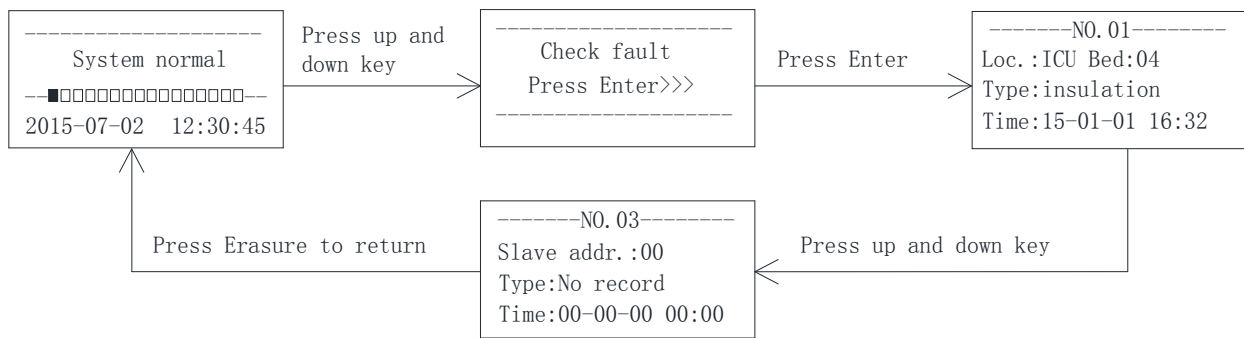 --------------------
System normal
--■□□□□□□□□□□□□□□□--
2015-07-02 12:30:45
Press up and
down key
--------------------
Check fault
Press Enter>>>
--------------------
Press Enter
-------NO.01--------
Loc.:ICU Bed:04
Type:insulation
Time:15-01-01 16:32
Press up and down key
-------NO.03--------
Slave addr.:00
Type:No record
Time:00-00-00 00:00
Press Erasure to return